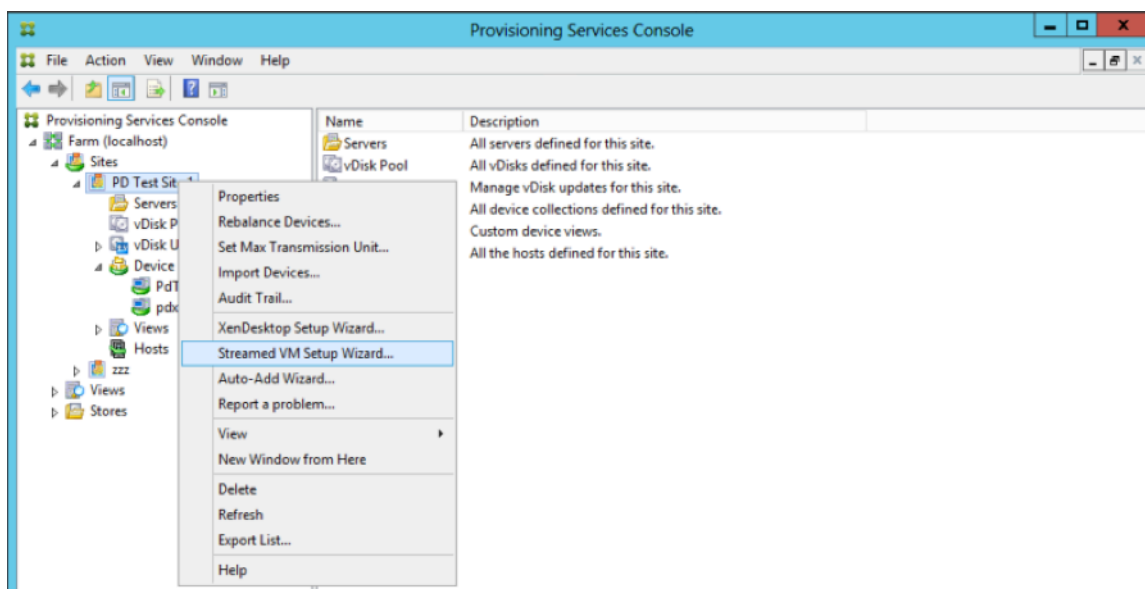 Provisioning Services Console
File Action View Window Help
Provisioning Services Console
Farm (localhost)
Sites
PD Test Sit
Servers
vDisk P
vDisk U
Device
PdT
pdx
Views
Hosts
zzz
Views
Stores
Name Description
Servers All servers defined for this site.
vDisk Pool All vDisks defined for this site.
Manage vDisk updates for this site.
All device collections defined for this site.
Custom device views.
All the hosts defined for this site.
Properties
Rebalance Devices...
Set Max Transmission Unit...
Import Devices...
Audit Trail...
XenDesktop Setup Wizard...
Streamed VM Setup Wizard...
Auto-Add Wizard...
Report a problem...
View
New Window from Here
Delete
Refresh
Export List...
Help